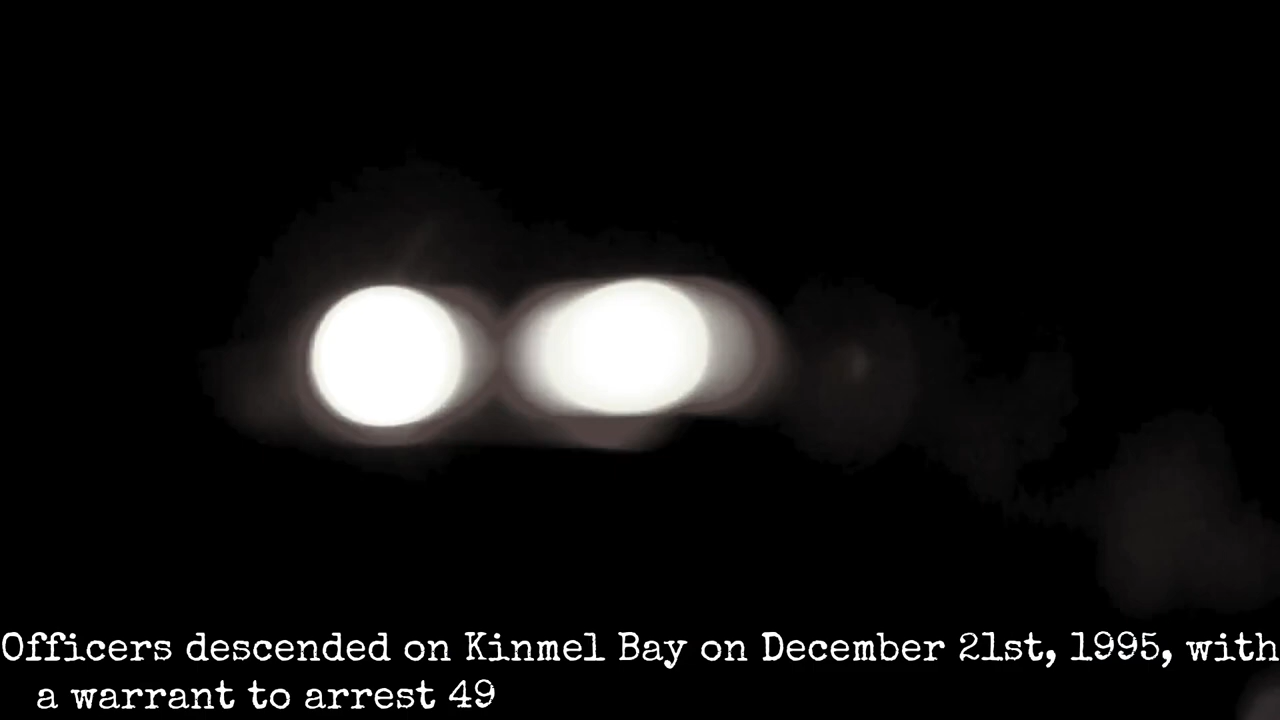 Officers descended on Kinmel Bay on December 21st, 1995, with
a warrant to arrest 49